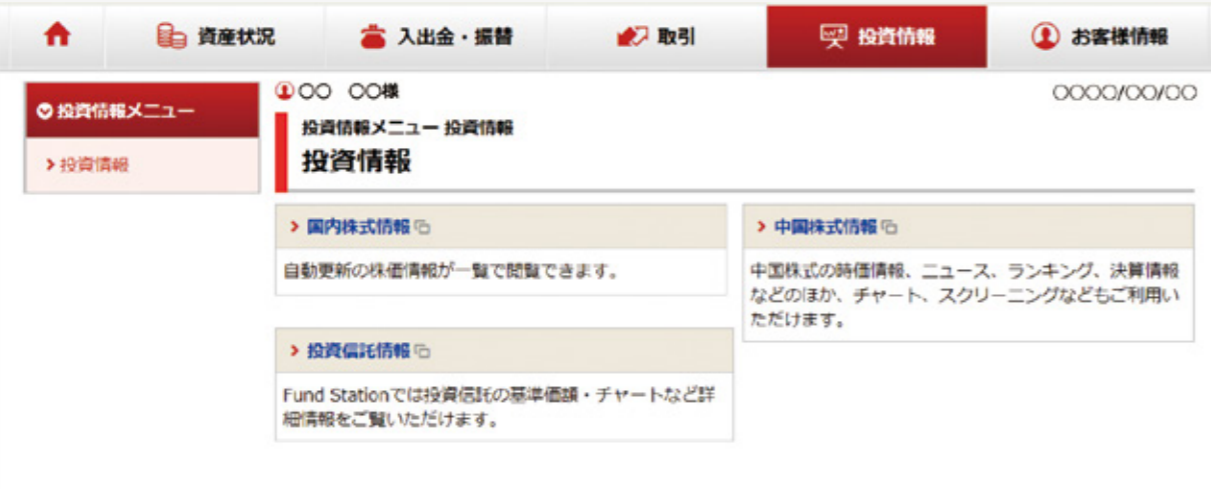 資産状況
入出金・振替
取引
投資情報
お客様情報
投資情報メニュー
投資情報
〇〇 〇〇様
〇〇〇〇/〇〇/〇〇
投資情報メニュー 投資情報
投資情報
国内株式情報
自動更新の株価情報が一覧で閲覧できます。
中国株式情報
中国株式の時価情報、ニュース、ランキング、決算情報
などのほか、チャート、スクリーニングなどもご利用い
ただけます。
投資信託情報
Fund Stationでは投資信託の基準価額・チャートなど詳
細情報をご覧いただけます。